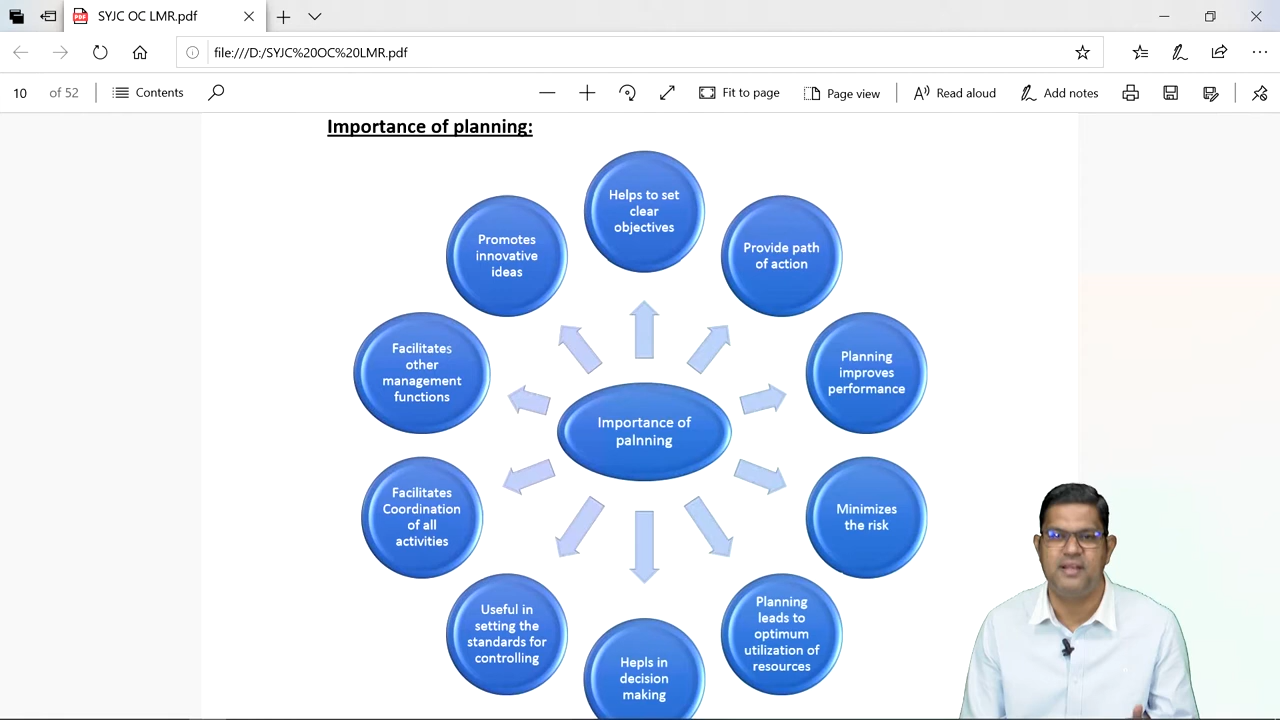 SYJC OC LMR.pdf
file:///D:/SYJC%20OC%20LMR.pdf
10 of 52
Contents
Fit to page
Page view
Read aloud
Add notes
Importance of planning:
Helps to set
clear
objectives
Provide path
of action
Planning
improves
performance
Minimizes
the risk
Planning
leads to
optimum
utilization of
resources
Hepls in
decision
making
Useful in
setting the
standards for
controlling
Facilitates
Coordination
of all
activities
Facilitates
other
management
functions
Promotes
innovative
ideas
Importance of
palnning